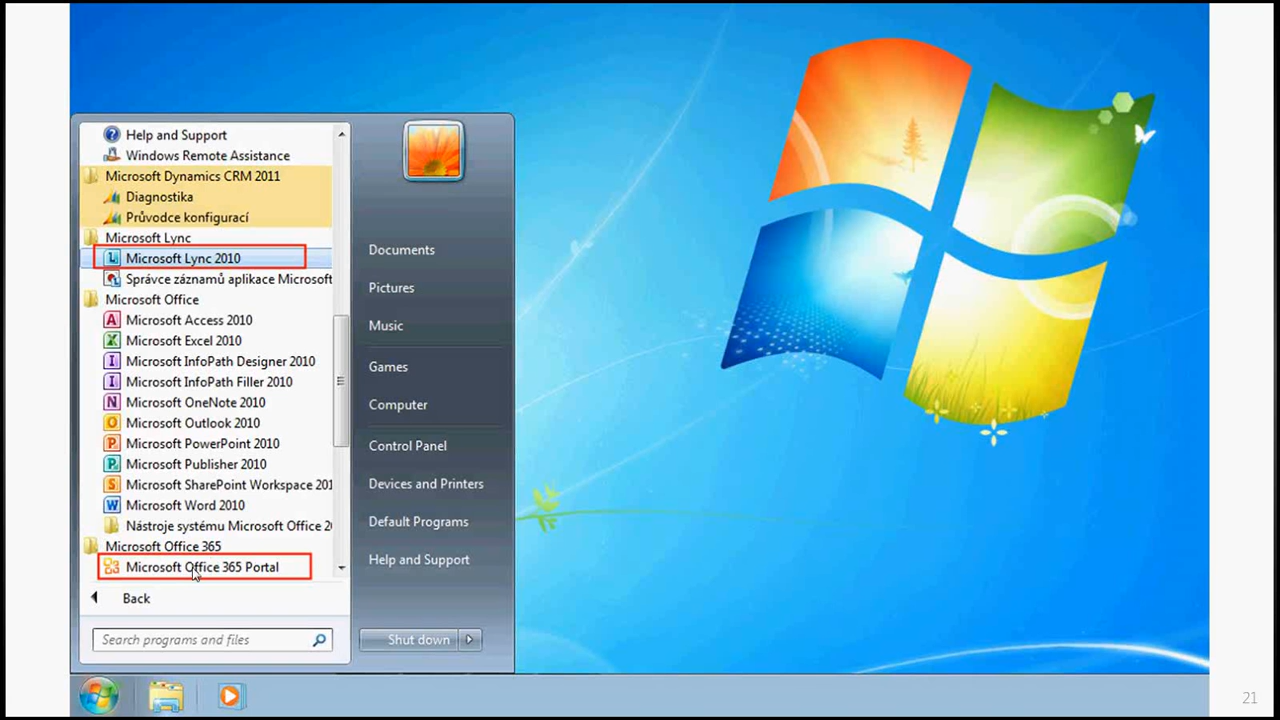 Help and Support
Windows Remote Assistance
Microsoft Dynamics CRM 2011
Diagnostika
Průvodce konfigurací
Microsoft Lync
Microsoft Lync 2010
Správce záznamů aplikace Microsoft
Microsoft Office
Microsoft Access 2010
Microsoft Excel 2010
Microsoft InfoPath Designer 2010
Microsoft InfoPath Filler 2010
Microsoft OneNote 2010
Microsoft Outlook 2010
Microsoft PowerPoint 2010
Microsoft Publisher 2010
Microsoft SharePoint Workspace 201
Microsoft Word 2010
Nástroje systému Microsoft Office 2
Microsoft Office 365
Microsoft Office 365 Portal
Back
Search programs and files
Documents
Pictures
Music
Games
Computer
Control Panel
Devices and Printers
Default Programs
Help and Support
Shut down
21